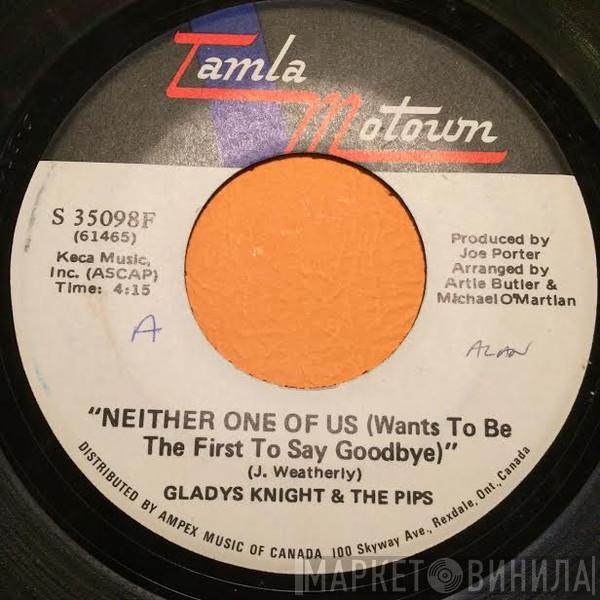 Tamla
Motown
S 35098F
(61465)
Keca Music,
Inc. (ASCAP)
Time: 4:15
Produced by
Joe Porter
Arranged by
Artie Butler &
Michael O'Martian
A
ALAN
"NEITHER ONE OF US (Wants To Be
The First To Say Goodbye)"
(J. Weatherly)
GLADYS KNIGHT & THE PIPS
DISTRIBUTED BY AMPEX MUSIC OF CANADA 100 Skyway Ave., Rexdale, Ont., Canada
МАРКЕТ ВИНИЛА